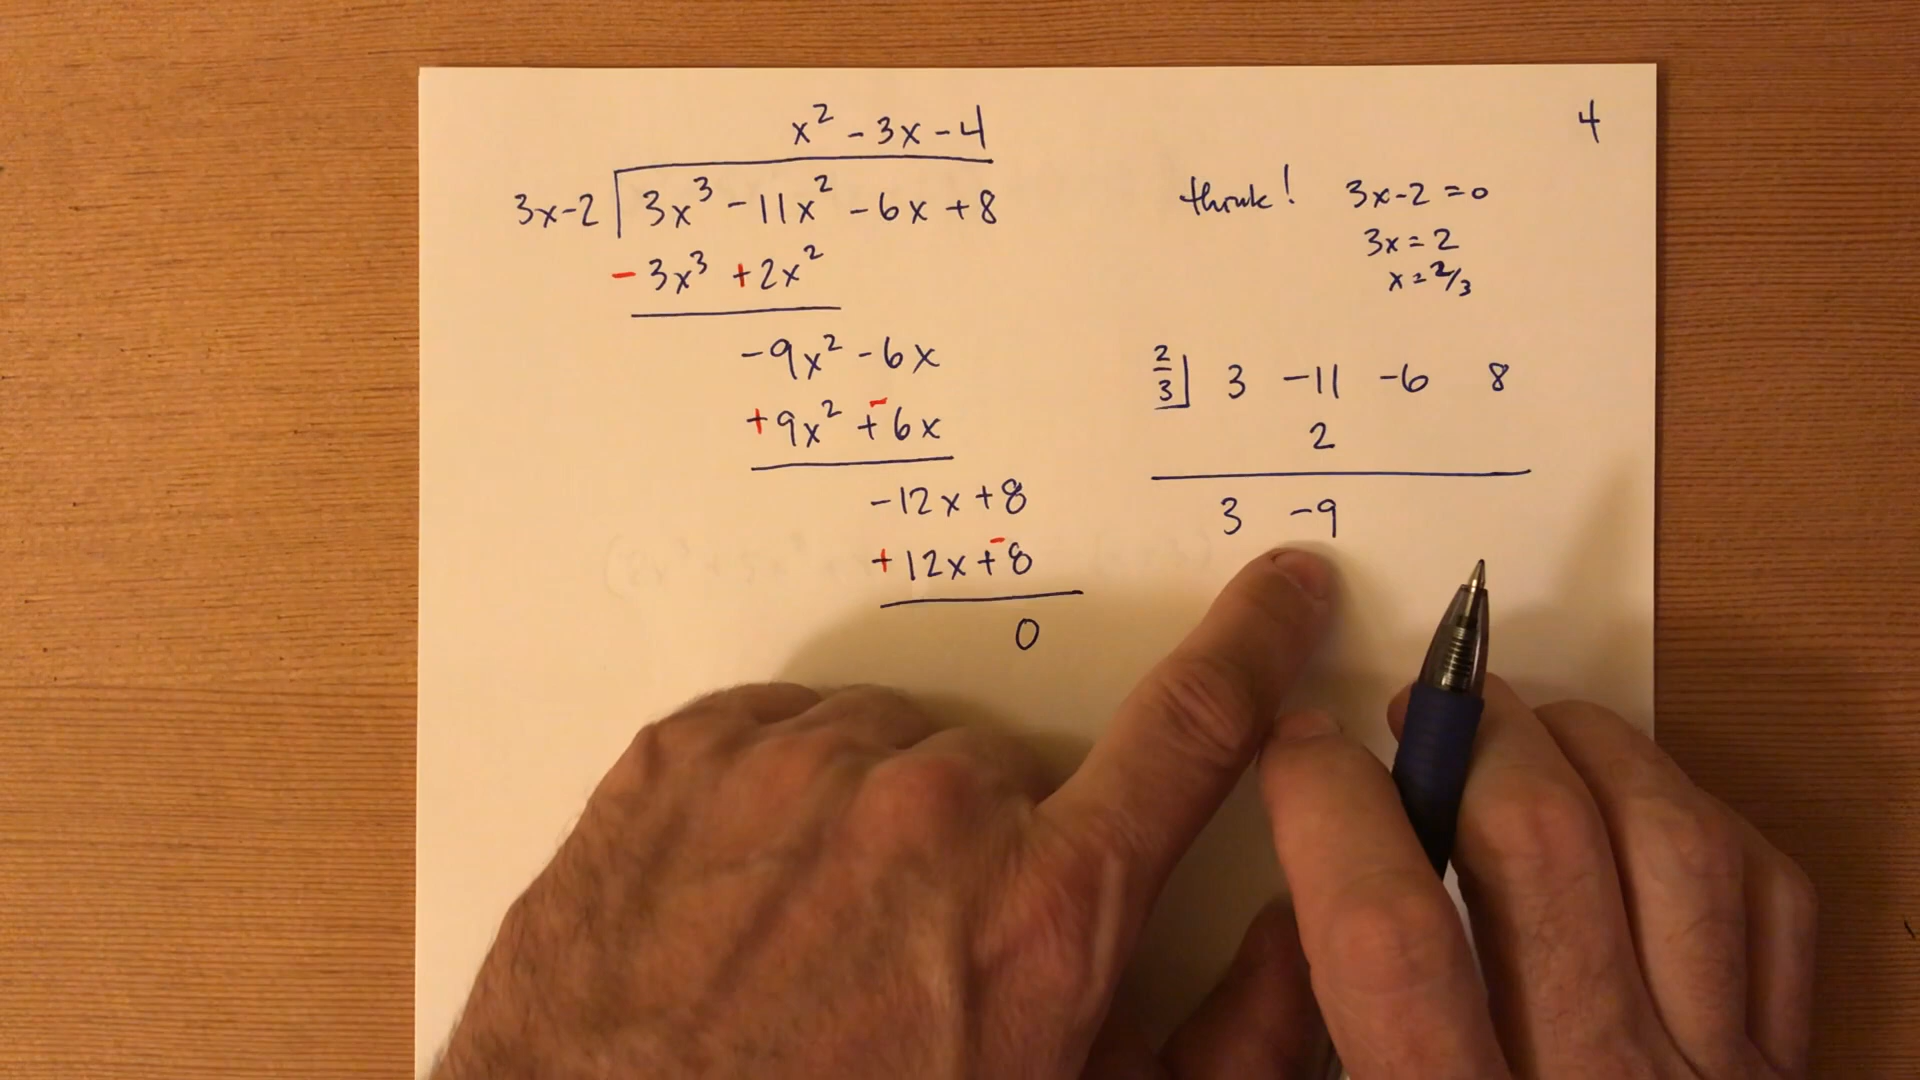 4
x² - 3x - 4
3x-2 | 3x³ - 11x² - 6x + 8
- 3x³ + 2x²
-9x² - 6x
+ 9x² +̄ 6x
-12x + 8
+ 12x +̄ 8
0
think! 3x-2 = 0
3x = 2
x = 2/3
2/3 | 3 -11 -6 8
2
3 -9